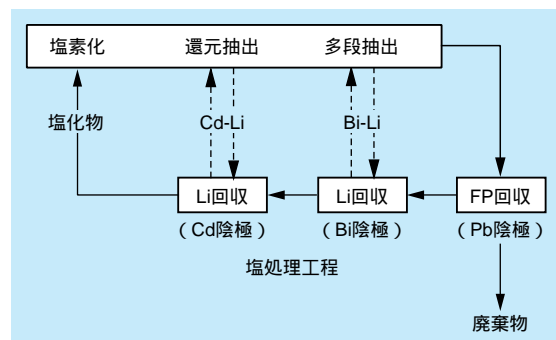 塩素化 還元抽出 多段抽出
塩化物 Cd-Li Bi-Li
Li回収 Li回収 FP回収
（Cd陰極） （Bi陰極） （Pb陰極）
塩処理工程
廃棄物